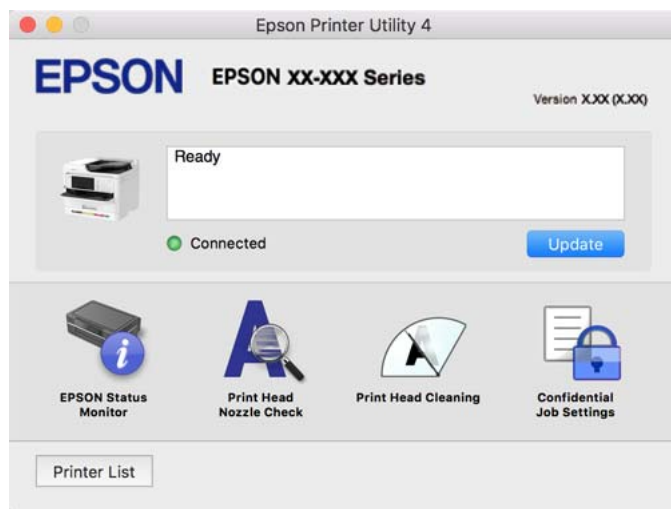 Epson Printer Utility 4
EPSON
EPSON XX-XXX Series
Version X.XX (X.XX)
Ready
Connected
Update
EPSON Status
Monitor
Print Head
Nozzle Check
Print Head Cleaning
Confidential
Job Settings
Printer List